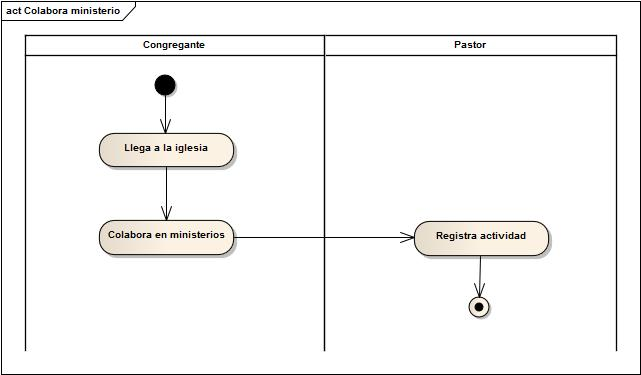 act Colabora ministerio
Congregante
Pastor
Llega a la iglesia
Colabora en ministerios
Registra actividad